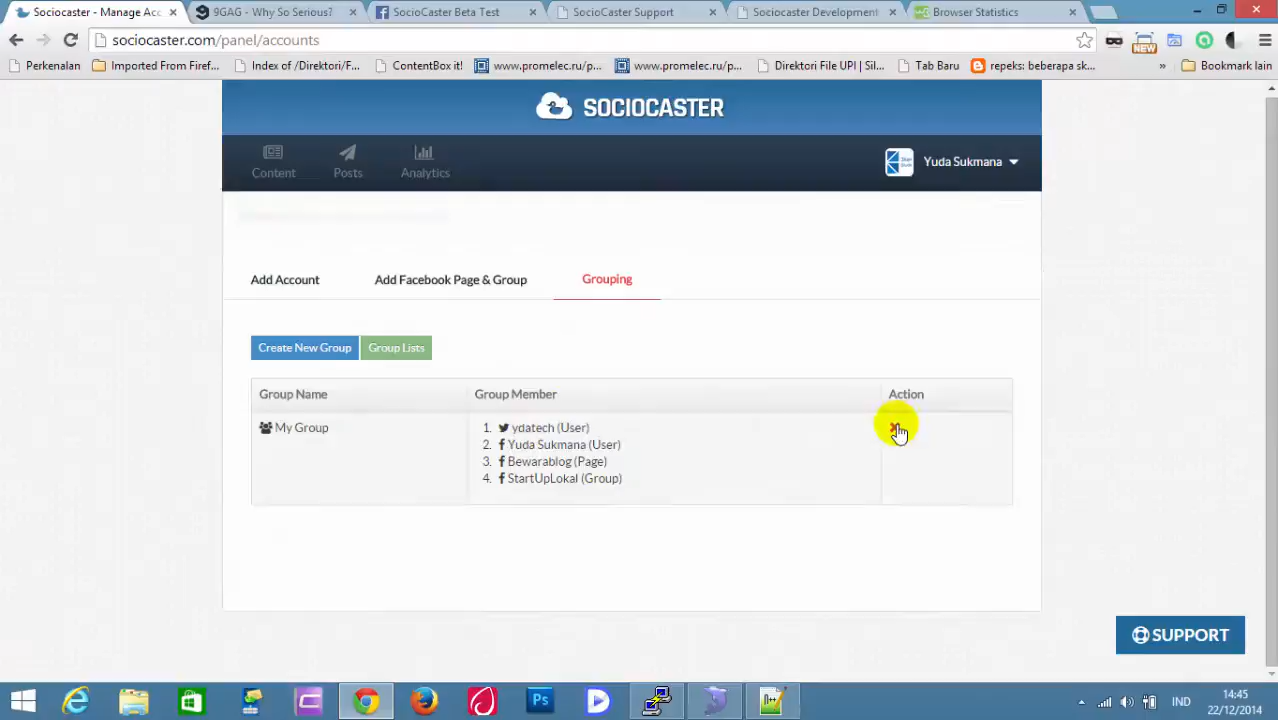 Sociocaster - Manage Acc
9GAG - Why So Serious?
SocioCaster Beta Test
SocioCaster Support
Sociocaster Development
Browser Statistics
sociocaster.com/panel/accounts
NEW
Perkenalan
Imported From Firef...
Index of /Direktori/F...
ContentBox it!
www.promelec.ru/p...
www.promelec.ru/p...
Direktori File UPI | Sil...
Tab Baru
repeks: beberapa sk...
»
Bookmark lain
SOCIOCASTER
Content
Posts
Analytics
Yuda Sukmana
Add Account
Add Facebook Page & Group
Grouping
Create New Group
Group Lists
Group Name
Group Member
Action
My Group
1. ydatech (User)
2. Yuda Sukmana (User)
3. Bewarablog (Page)
4. StartUpLokal (Group)
SUPPORT
Ps
IND
14:45
22/12/2014